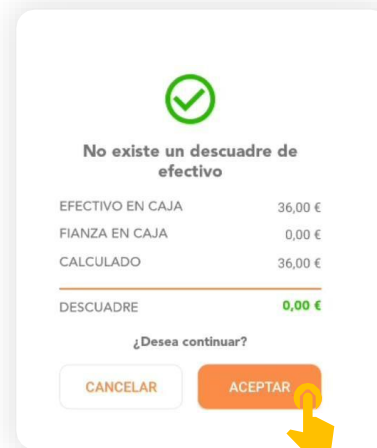 No existe un descuadre de
efectivo
EFECTIVO EN CAJA 36,00 €
FIANZA EN CAJA 0,00 €
CALCULADO 36,00 €
DESCUADRE 0,00 €
¿Desea continuar?
CANCELAR ACEPTAR